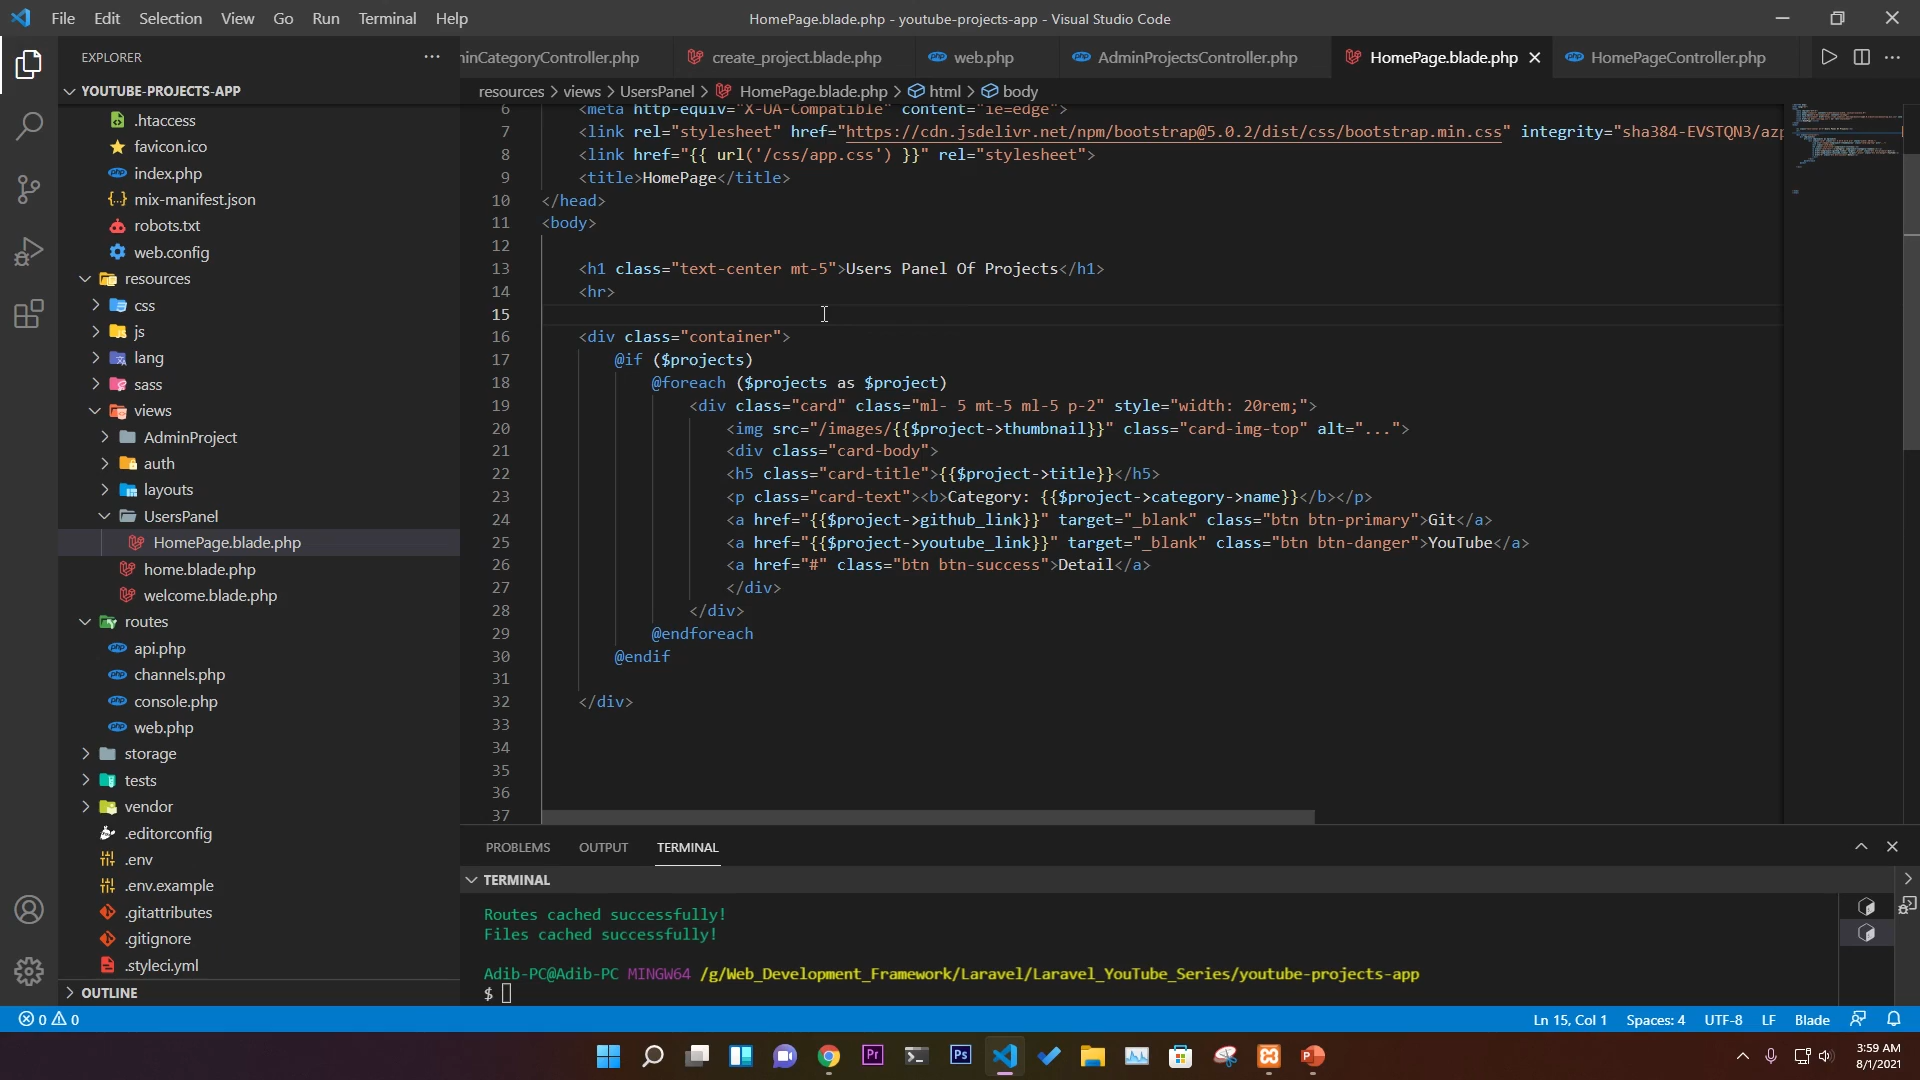 File Edit Selection View Go Run Terminal Help
HomePage.blade.php - youtube-projects-app - Visual Studio Code
EXPLORER
inCategoryController.php create_project.blade.php web.php AdminProjectsController.php HomePage.blade.php HomePageController.php
YOUTUBE-PROJECTS-APP
.htaccess
favicon.ico
index.php
mix-manifest.json
robots.txt
web.config
resources
css
js
lang
sass
views
AdminProject
auth
layouts
UsersPanel
HomePage.blade.php
home.blade.php
welcome.blade.php
routes
api.php
channels.php
console.php
web.php
storage
tests
vendor
.editorconfig
.env
.env.example
.gitattributes
.gitignore
.styleci.yml
OUTLINE
resources > views > UsersPanel > HomePage.blade.php > html > body
6 <meta http-equiv="X-UA-Compatible" content="ie=edge">
7 <link rel="stylesheet" href="https://cdn.jsdelivr.net/npm/bootstrap@5.0.2/dist/css/bootstrap.min.css" integrity="sha384-EVSTQN3/azp
8 <link href="{{ url('/css/app.css') }}" rel="stylesheet">
9 <title>HomePage</title>
10 </head>
11 <body>
12
13 <h1 class="text-center mt-5">Users Panel Of Projects</h1>
14 <hr>
15
16 <div class="container">
17 @if ($projects)
18 @foreach ($projects as $project)
19 <div class="card" class="ml- 5 mt-5 ml-5 p-2" style="width: 20rem;">
20 <img src="/images/{{$project->thumbnail}}" class="card-img-top" alt="...">
21 <div class="card-body">
22 <h5 class="card-title">{{$project->title}}</h5>
23 <p class="card-text"><b>Category: {{$project->category->name}}</b></p>
24 <a href="{{$project->github_link}}" target="_blank" class="btn btn-primary">Git</a>
25 <a href="{{$project->youtube_link}}" target="_blank" class="btn btn-danger">YouTube</a>
26 <a href="#" class="btn btn-success">Detail</a>
27 </div>
28 </div>
29 @endforeach
30 @endif
31
32 </div>
33
34
35
36
37
PROBLEMS OUTPUT TERMINAL
TERMINAL
Routes cached successfully!
Files cached successfully!
Adib-PC@Adib-PC MINGW64 /g/Web_Development_Framework/Laravel/Laravel_YouTube_Series/youtube-projects-app
$
0 0
Ln 15, Col 1 Spaces: 4 UTF-8 LF Blade
Pr Ps
3:59 AM
8/1/2021